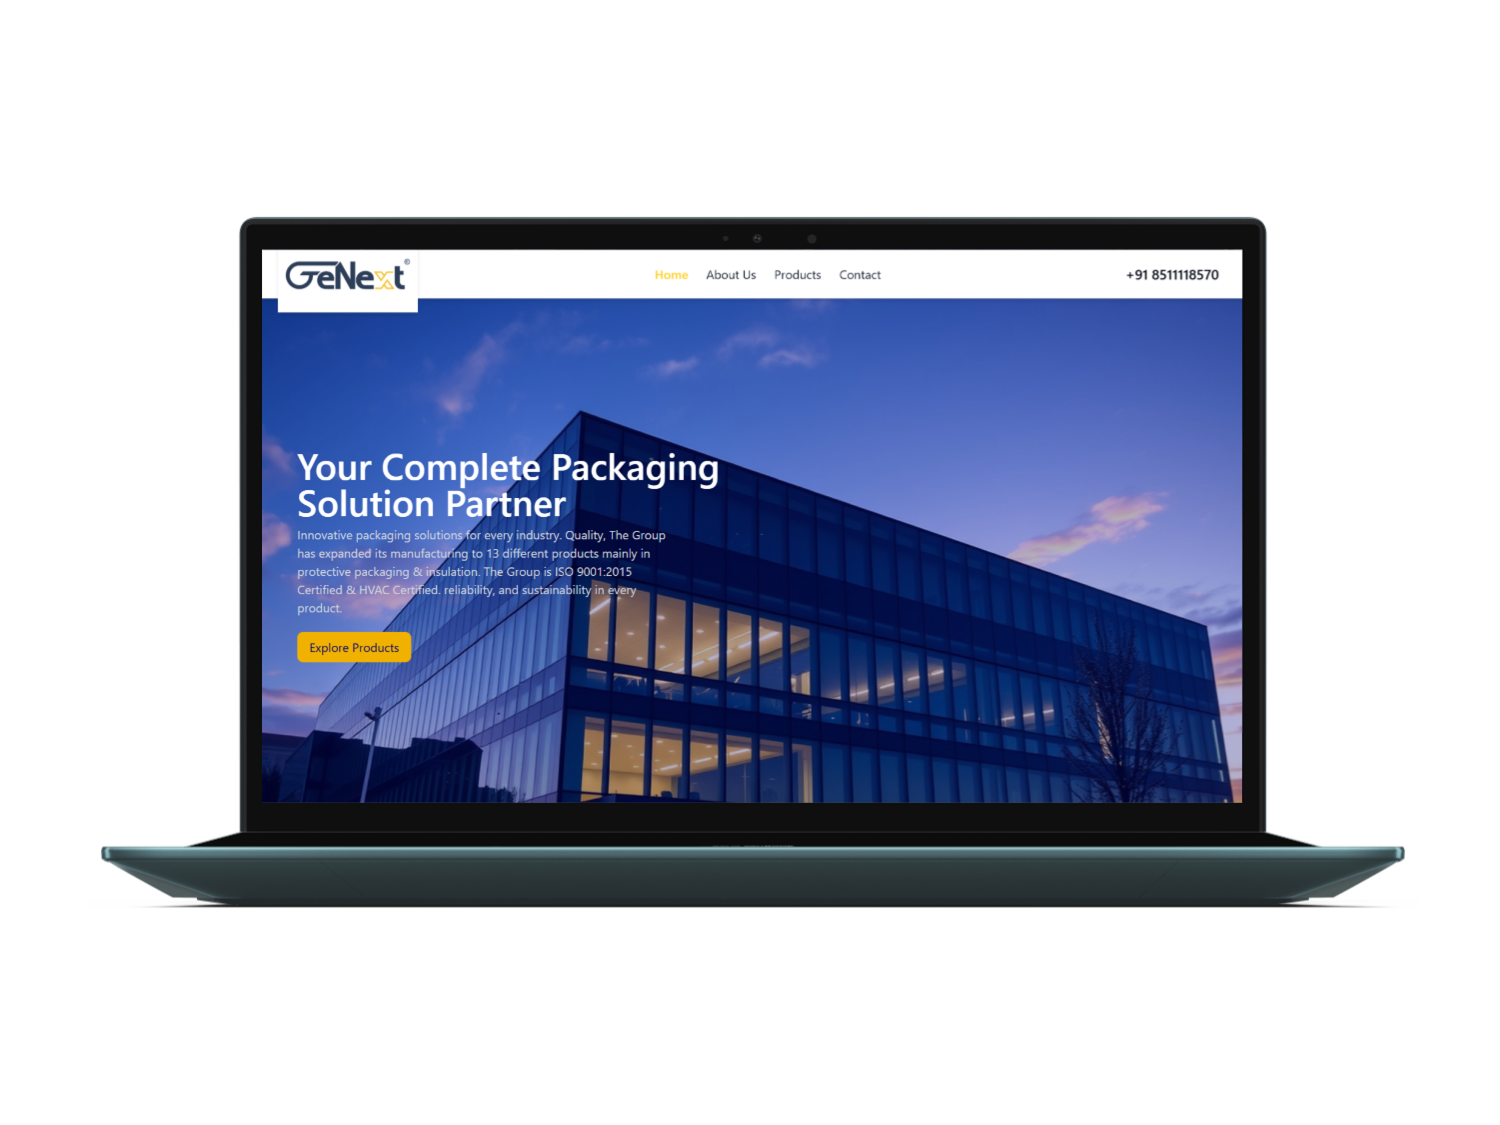 GeNext®
Home About Us Products Contact
+91 8511118570
Your Complete Packaging
Solution Partner
Innovative packaging solutions for every industry. Quality, The Group
has expanded its manufacturing to 13 different products mainly in
protective packaging & insulation. The Group is ISO 9001:2015
Certified & HVAC Certified. reliability, and sustainability in every
product.
Explore Products